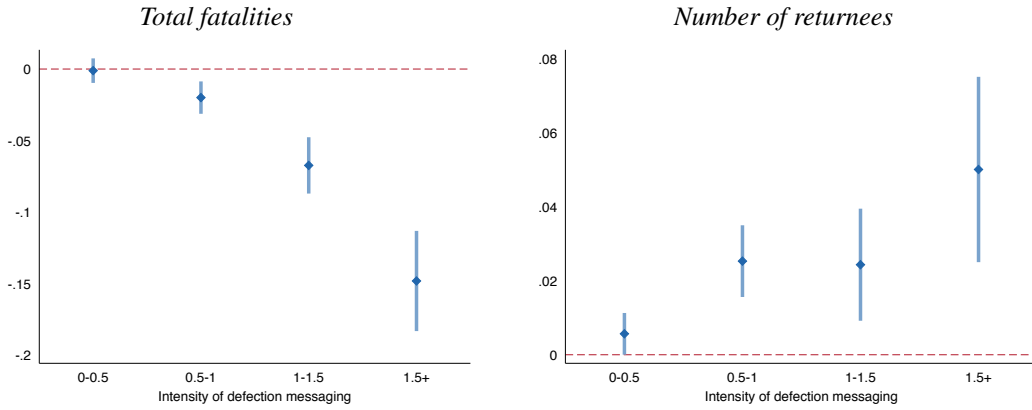 Total fatalities
0
-.05
-.1
-.15
-.2
0-0.5 0.5-1 1-1.5 1.5+
Intensity of defection messaging
Number of returnees
.08
.06
.04
.02
0
0-0.5 0.5-1 1-1.5 1.5+
Intensity of defection messaging